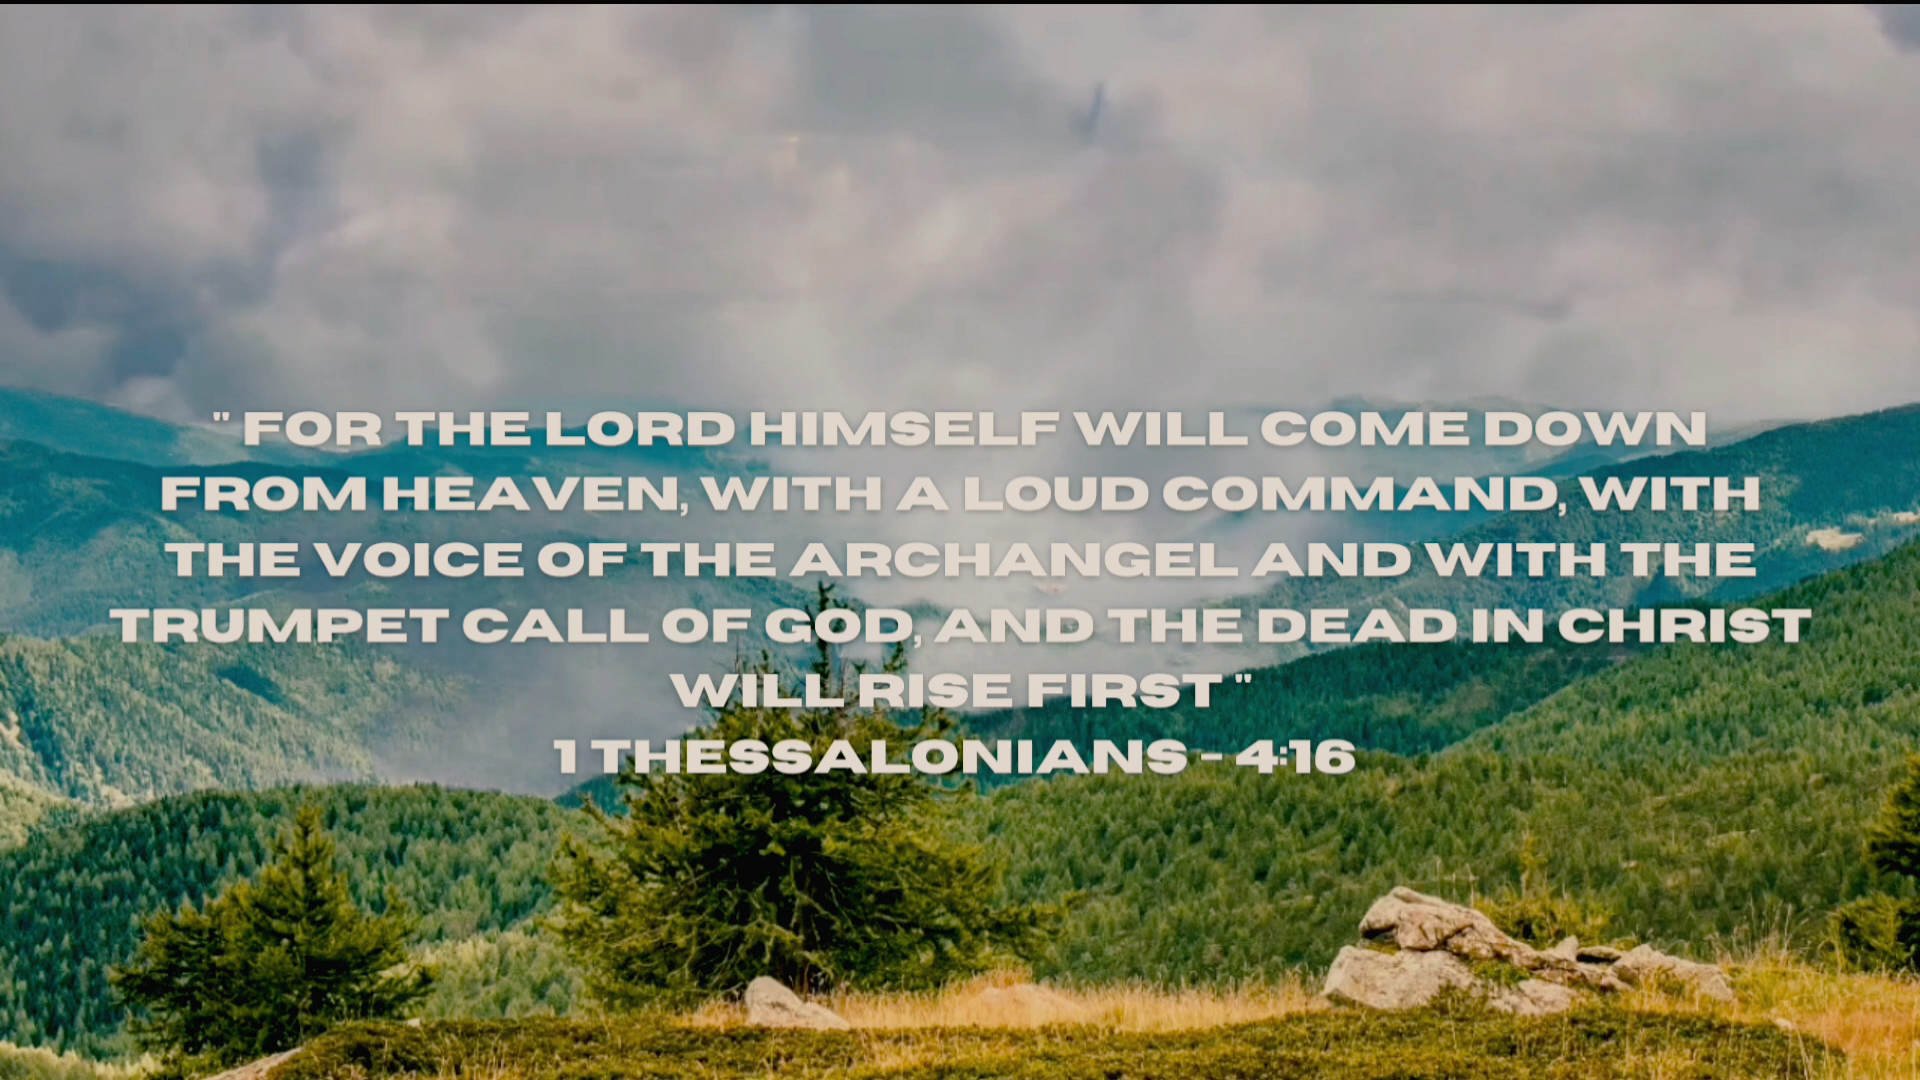 " FOR THE LORD HIMSELF WILL COME DOWN
FROM HEAVEN, WITH A LOUD COMMAND, WITH
THE VOICE OF THE ARCHANGEL AND WITH THE
TRUMPET CALL OF GOD, AND THE DEAD IN CHRIST
WILL RISE FIRST "
1 THESSALONIANS - 4:16